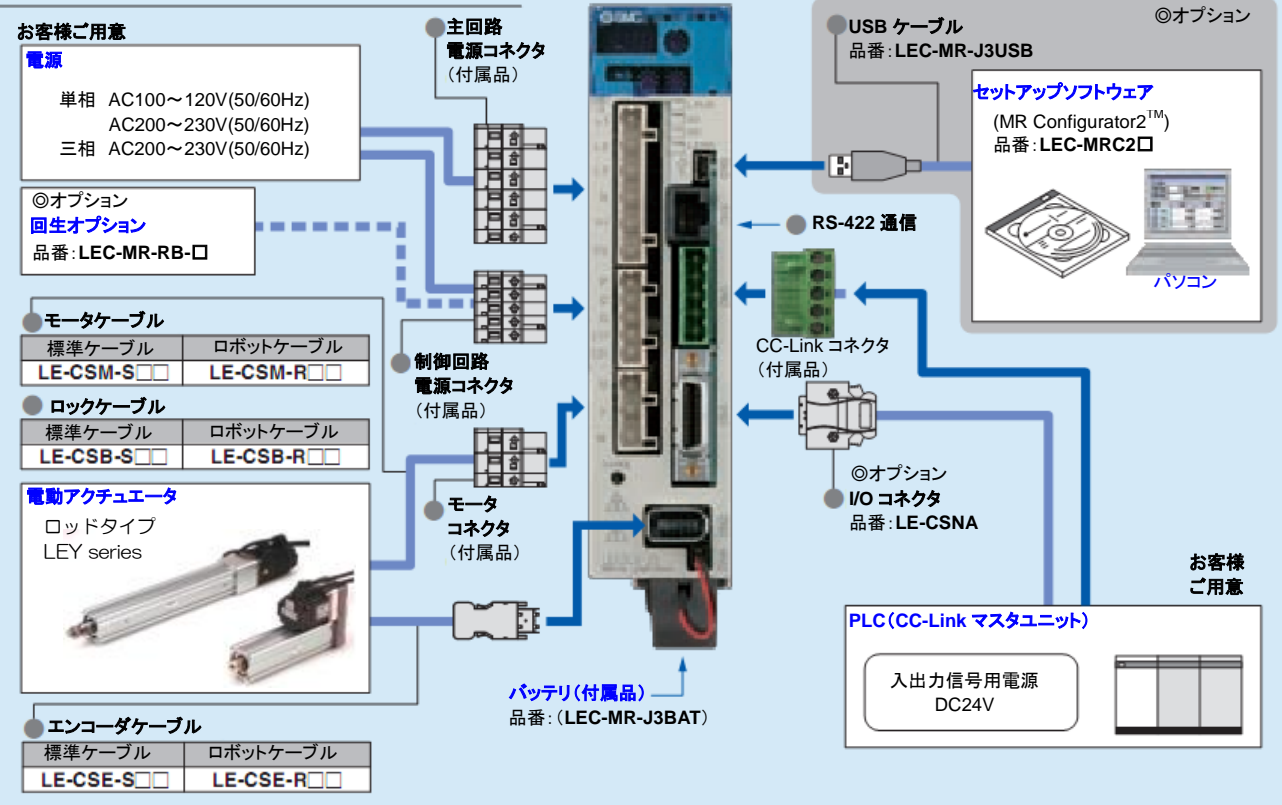 お客様ご用意
電源
単相 AC100～120V(50/60Hz)
AC200～230V(50/60Hz)
三相 AC200～230V(50/60Hz)
◎オプション
回生オプション
品番:LEC-MR-RB-□
モータケーブル
標準ケーブル ロボットケーブル
LE-CSM-S□□ LE-CSM-R□□
ロックケーブル
標準ケーブル ロボットケーブル
LE-CSB-S□□ LE-CSB-R□□
電動アクチュエータ
ロッドタイプ
LEY series
エンコーダケーブル
標準ケーブル ロボットケーブル
LE-CSE-S□□ LE-CSE-R□□
主回路
電源コネクタ
(付属品)
制御回路
電源コネクタ
(付属品)
モータ
コネクタ
(付属品)
SMC
バッテリ(付属品)
品番:(LEC-MR-J3BAT)
USB ケーブル
品番:LEC-MR-J3USB
◎オプション
セットアップソフトウェア
(MR Configurator2TM)
品番:LEC-MRC2□
パソコン
RS-422 通信
CC-Link コネクタ
(付属品)
◎オプション
I/O コネクタ
品番:LE-CSNA
お客様
ご用意
PLC(CC-Link マスタユニット)
入出力信号用電源
DC24V